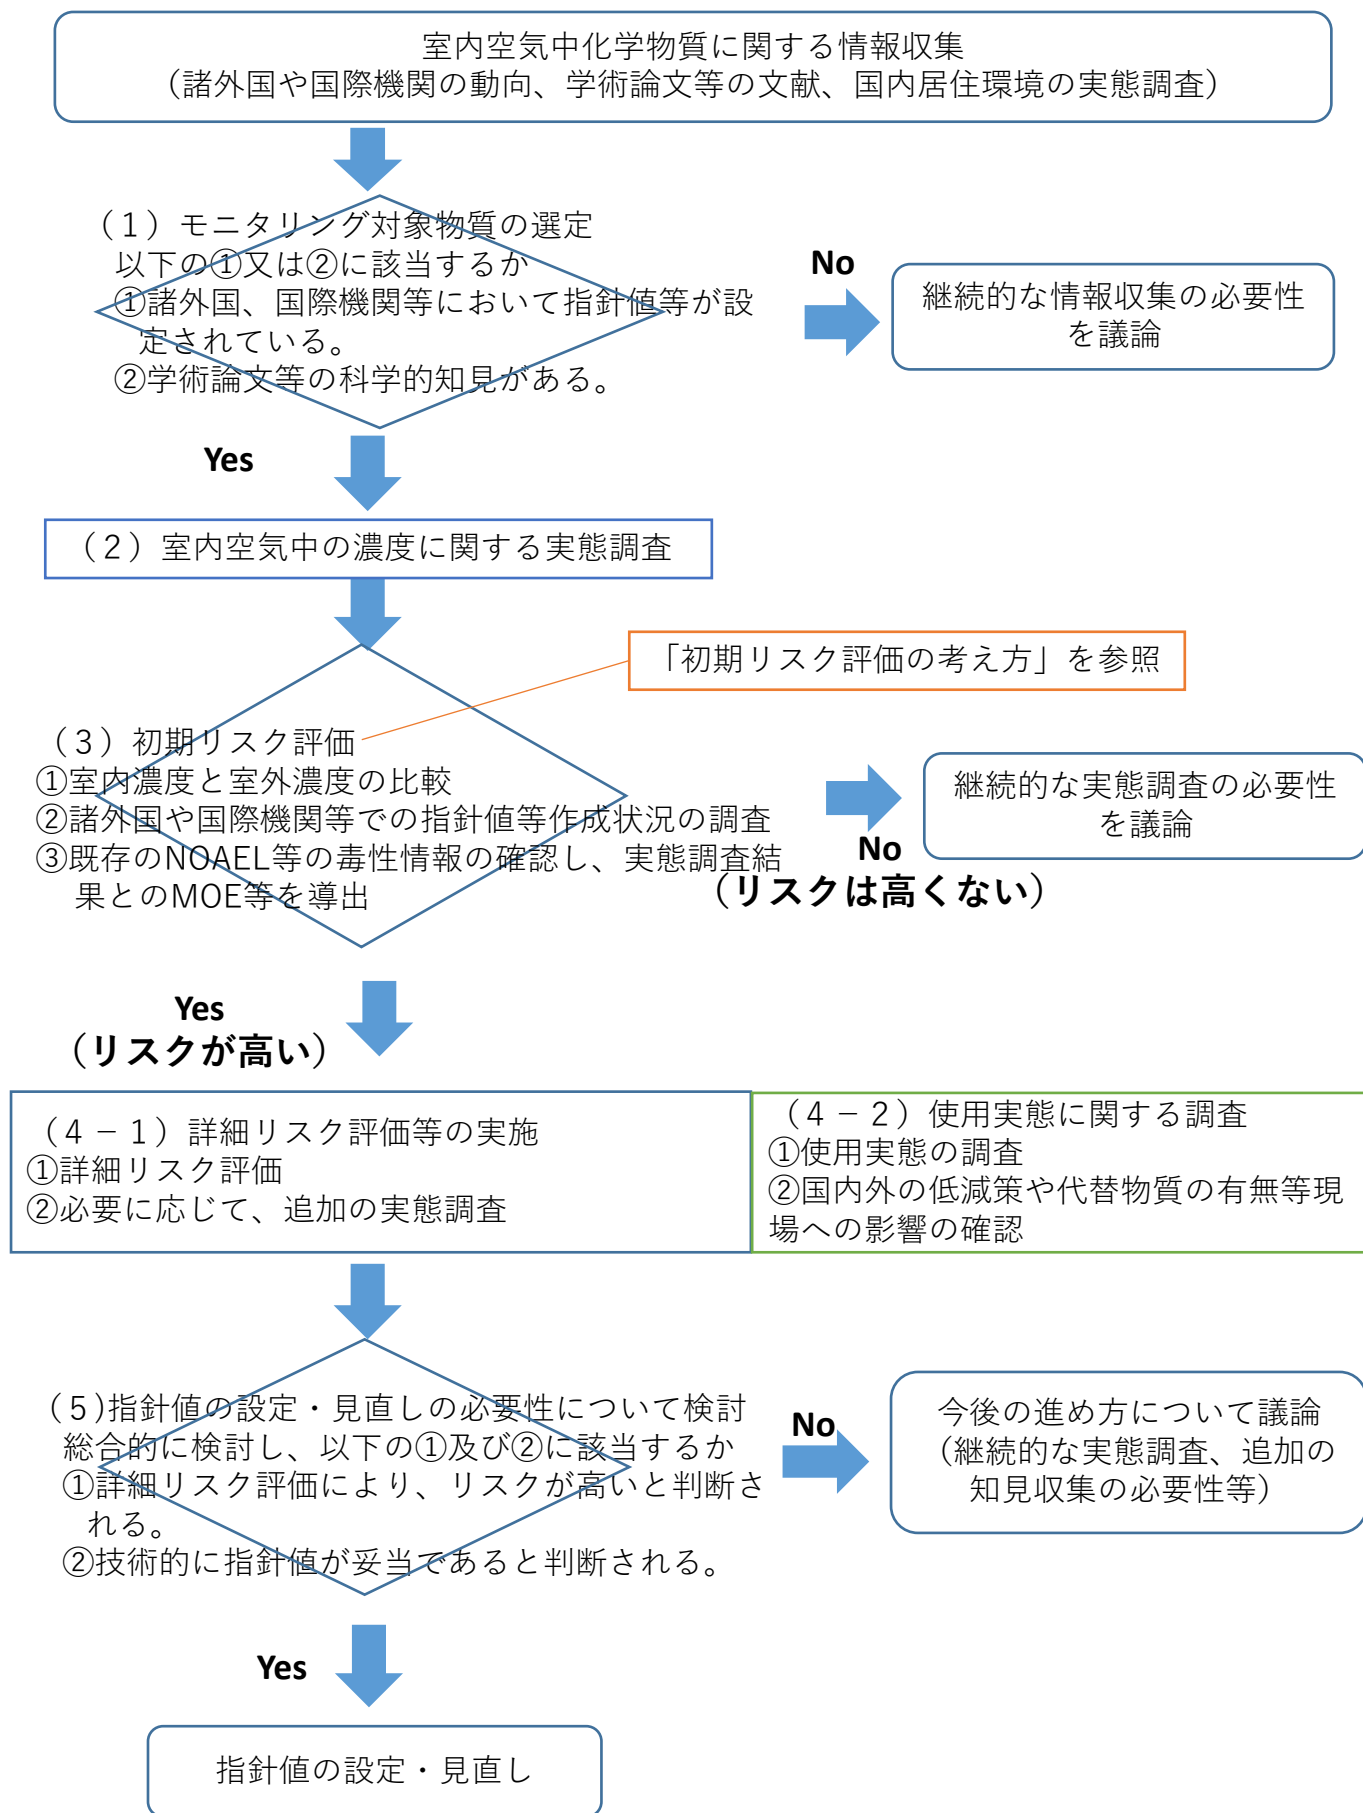 室内空気中化学物質に関する情報収集
（諸外国や国際機関の動向、学術論文等の文献、国内居住環境の実態調査）
（１）モニタリング対象物質の選定
以下の①又は②に該当するか
①諸外国、国際機関等において指針値等が設
定されている。
②学術論文等の科学的知見がある。
No
継続的な情報収集の必要性
を議論
Yes
（２）室内空気中の濃度に関する実態調査
「初期リスク評価の考え方」を参照
（３）初期リスク評価
①室内濃度と室外濃度の比較
②諸外国や国際機関等での指針値等作成状況の調査
③既存のNOAEL等の毒性情報の確認し、実態調査結
果とのMOE等を導出
No
（リスクは高くない）
継続的な実態調査の必要性
を議論
Yes
（リスクが高い）
（４－１）詳細リスク評価等の実施
①詳細リスク評価
②必要に応じて、追加の実態調査
（４－２）使用実態に関する調査
①使用実態の調査
②国内外の低減策や代替物質の有無等現
場への影響の確認
（５)指針値の設定・見直しの必要性について検討
総合的に検討し、以下の①及び②に該当するか
①詳細リスク評価により、リスクが高いと判断さ
れる。
②技術的に指針値が妥当であると判断される。
No
今後の進め方について議論
（継続的な実態調査、追加の
知見収集の必要性等）
Yes
指針値の設定・見直し